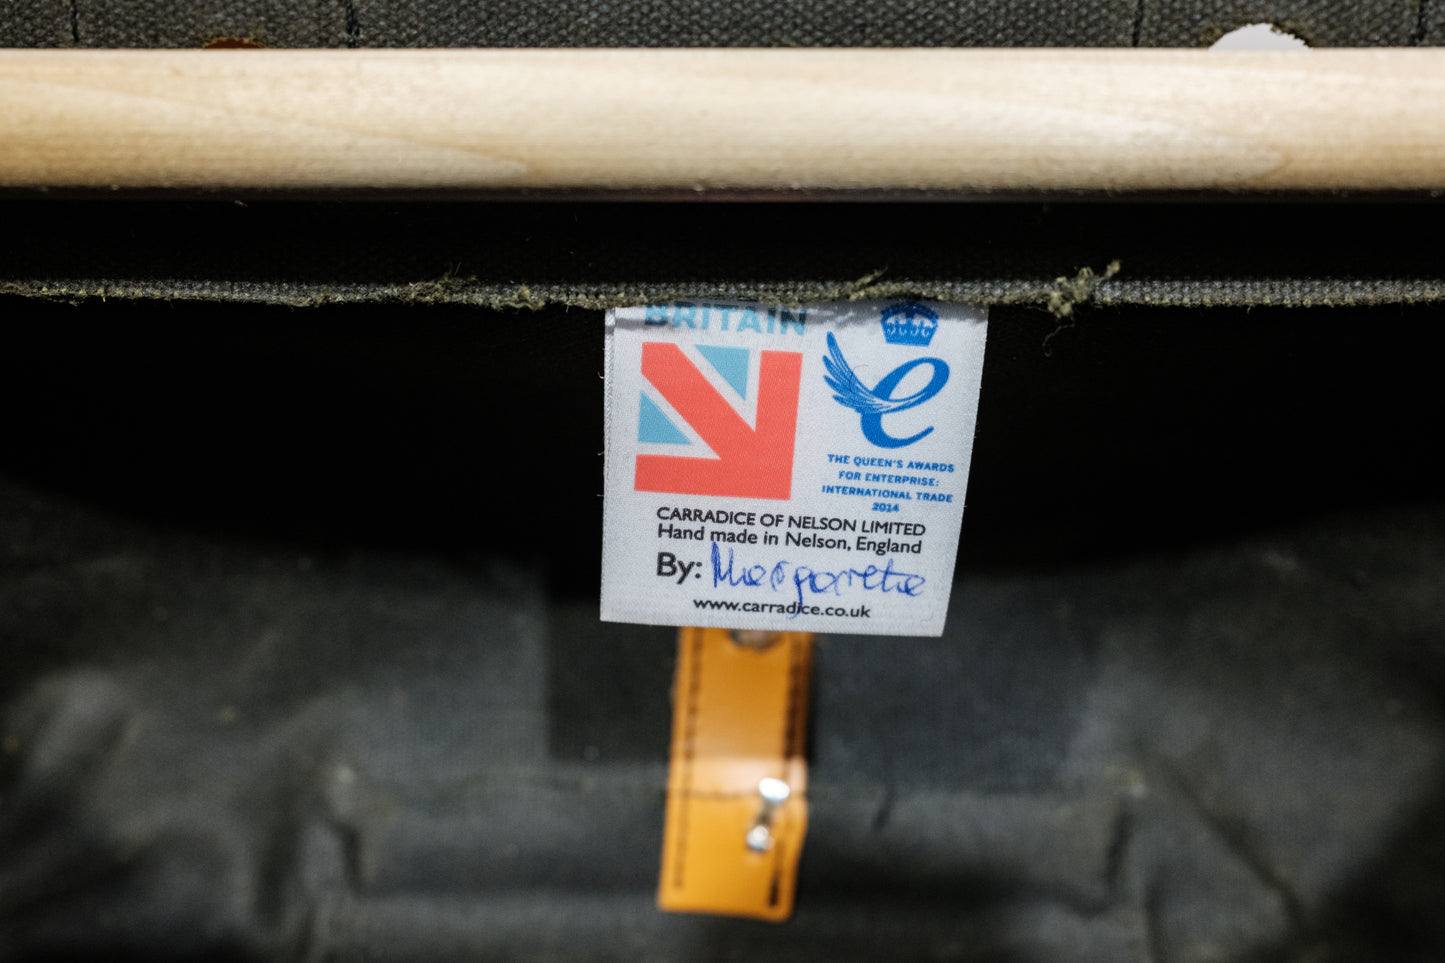 BRITAIN
THE QUEEN'S AWARDS
FOR ENTERPRISE:
INTERNATIONAL TRADE
2014
CARRADICE OF NELSON LIMITED
Hand made in Nelson, England
By: Margarete
www.carradice.co.uk